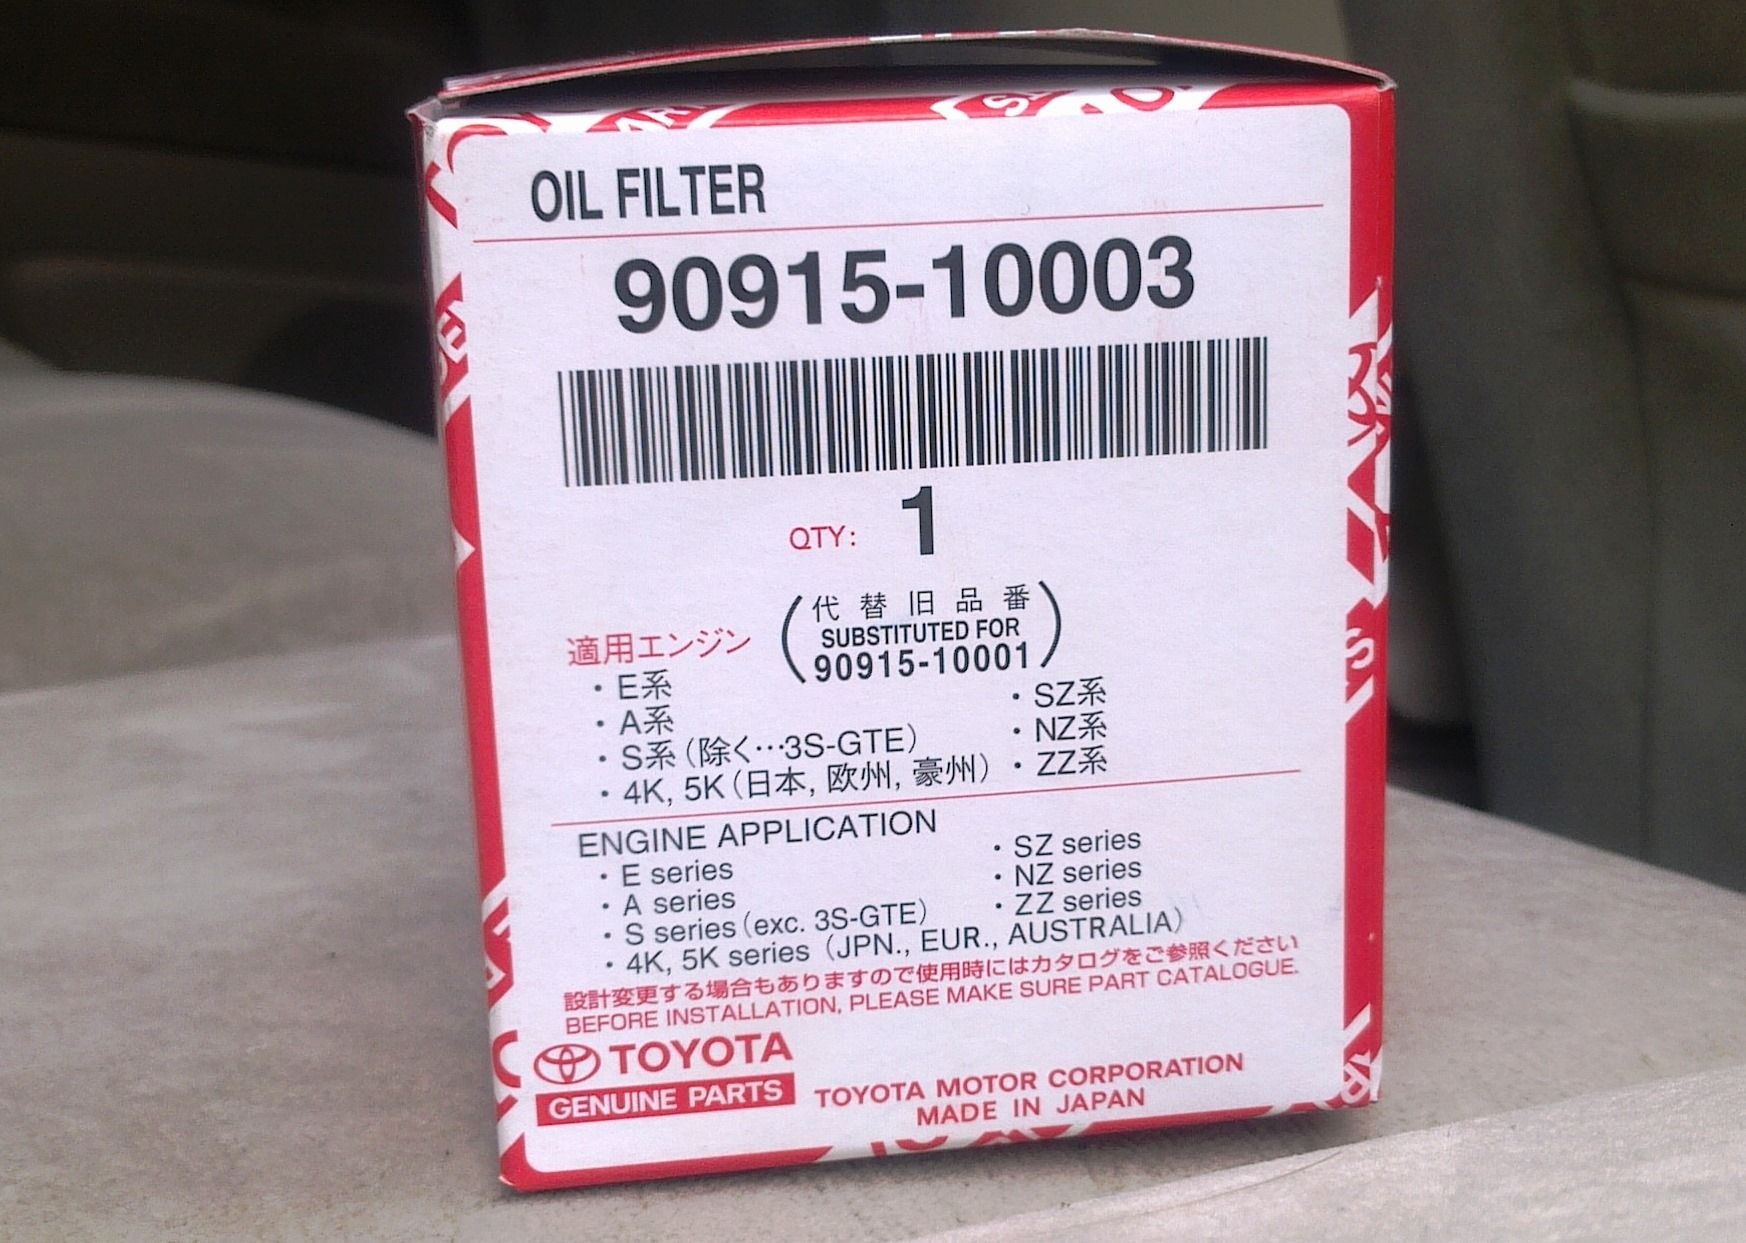 OIL FILTER
90915-10003
QTY: 1
代替旧品番
SUBSTITUTED FOR
90915-10001
適用エンジン
・E系
・A系
・S系(除く…3S-GTE)
・4K, 5K(日本, 欧州, 豪州)
・SZ系
・NZ系
・ZZ系
ENGINE APPLICATION
・E series
・A series
・S series(exc. 3S-GTE)
・4K, 5K series (JPN., EUR., AUSTRALIA)
・SZ series
・NZ series
・ZZ series
設計変更する場合もありますので使用時にはカタログをご参照ください
BEFORE INSTALLATION, PLEASE MAKE SURE PART CATALOGUE.
TOYOTA
GENUINE PARTS
TOYOTA MOTOR CORPORATION
MADE IN JAPAN